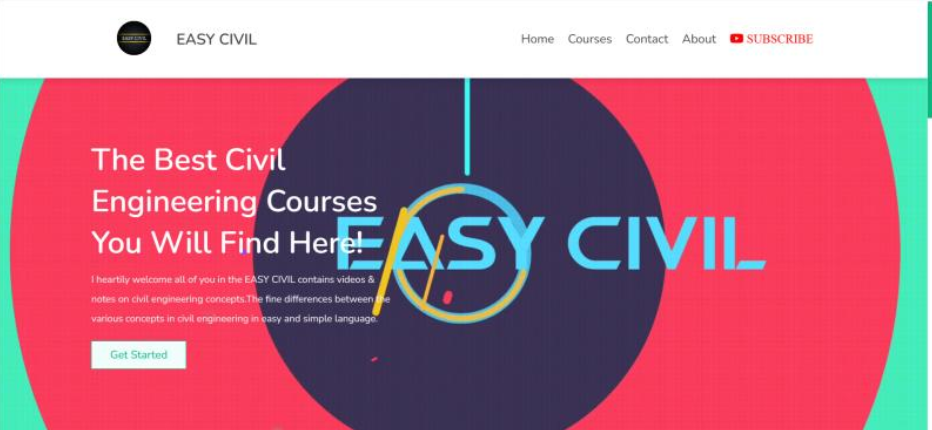 EASY CIVIL
EASY CIVIL
Home Courses Contact About SUBSCRIBE
The Best Civil
Engineering Courses
You Will Find Here!
EASY CIVIL
I heartily welcome all of you in the EASY CIVIL contains videos &
notes on civil engineering concepts.The fine differences between the
various concepts in civil engineering in easy and simple language.
Get Started